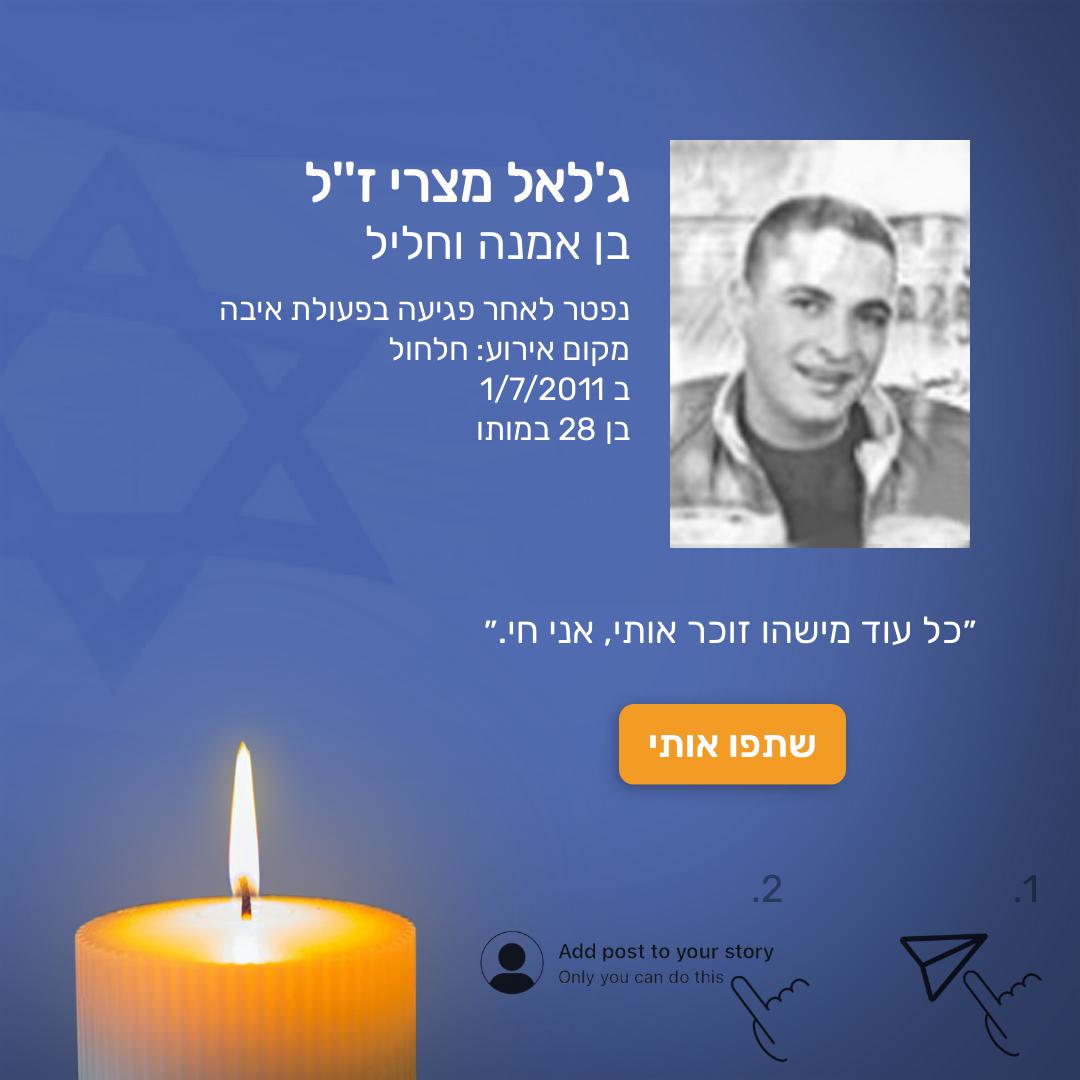 ג'לאל מצרי ז"ל
בן אמנה וחליל
נפטר לאחר פגיעה בפעולת איבה
מקום אירוע: חלחול
ב 1/7/2011
בן 28 במותו
״כל עוד מישהו זוכר אותי, אני חי.״
שתפו אותי
.1
.2
Add post to your story
Only you can do this